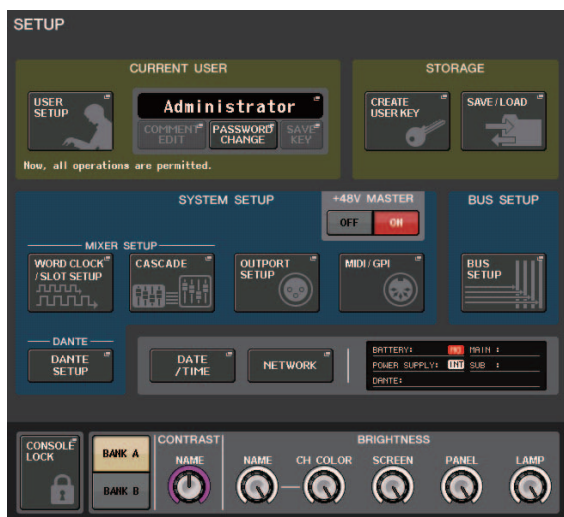 SETUP
CURRENT USER
STORAGE
USER
SETUP
Administrator
COMMENT
EDIT
PASSWORD
CHANGE
SAVE
KEY
CREATE
USER KEY
SAVE/LOAD
Now, all operations are permitted.
SYSTEM SETUP
+48V MASTER
OFF
ON
BUS SETUP
MIXER SETUP
WORD CLOCK
/SLOT SETUP
CASCADE
OUTPORT
SETUP
MIDI/GPI
BUS
SETUP
DANTE
DANTE
SETUP
DATE
/TIME
NETWORK
BATTERY: NO MAIN :
POWER SUPPLY: INT SUB :
DANTE:
CONSOLE
LOCK
BANK A
BANK B
CONTRAST
NAME
BRIGHTNESS
NAME
CH COLOR
SCREEN
PANEL
LAMP